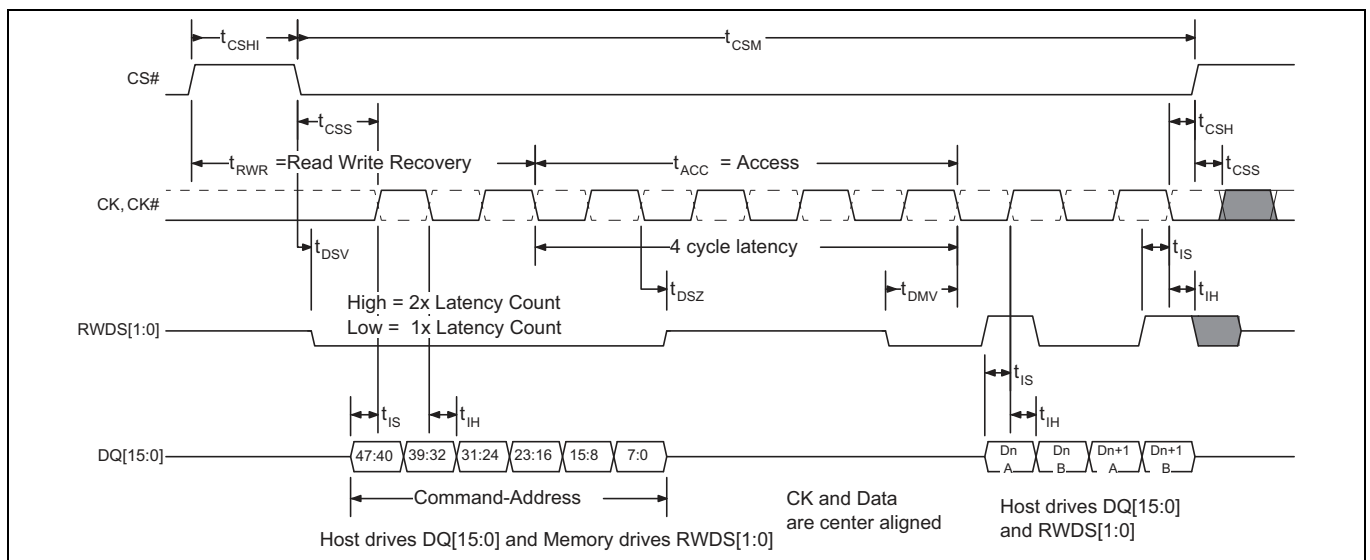 tCSHI
tCSM
CS#
tCSS
tCSH
tRWR =Read Write Recovery
tACC = Access
tCSS
CK, CK#
tDSV
4 cycle latency
tIS
High = 2x Latency Count
tDSZ
tDMV
tIH
Low = 1x Latency Count
RWDS[1:0]
tIS
tIS
tIH
tIH
DQ[15:0]
47:40 39:32 31:24 23:16 15:8 7:0
Dn A
Dn B
Dn+1 A
Dn+1 B
Command-Address
CK and Data
are center aligned
Host drives DQ[15:0]
and RWDS[1:0]
Host drives DQ[15:0] and Memory drives RWDS[1:0]